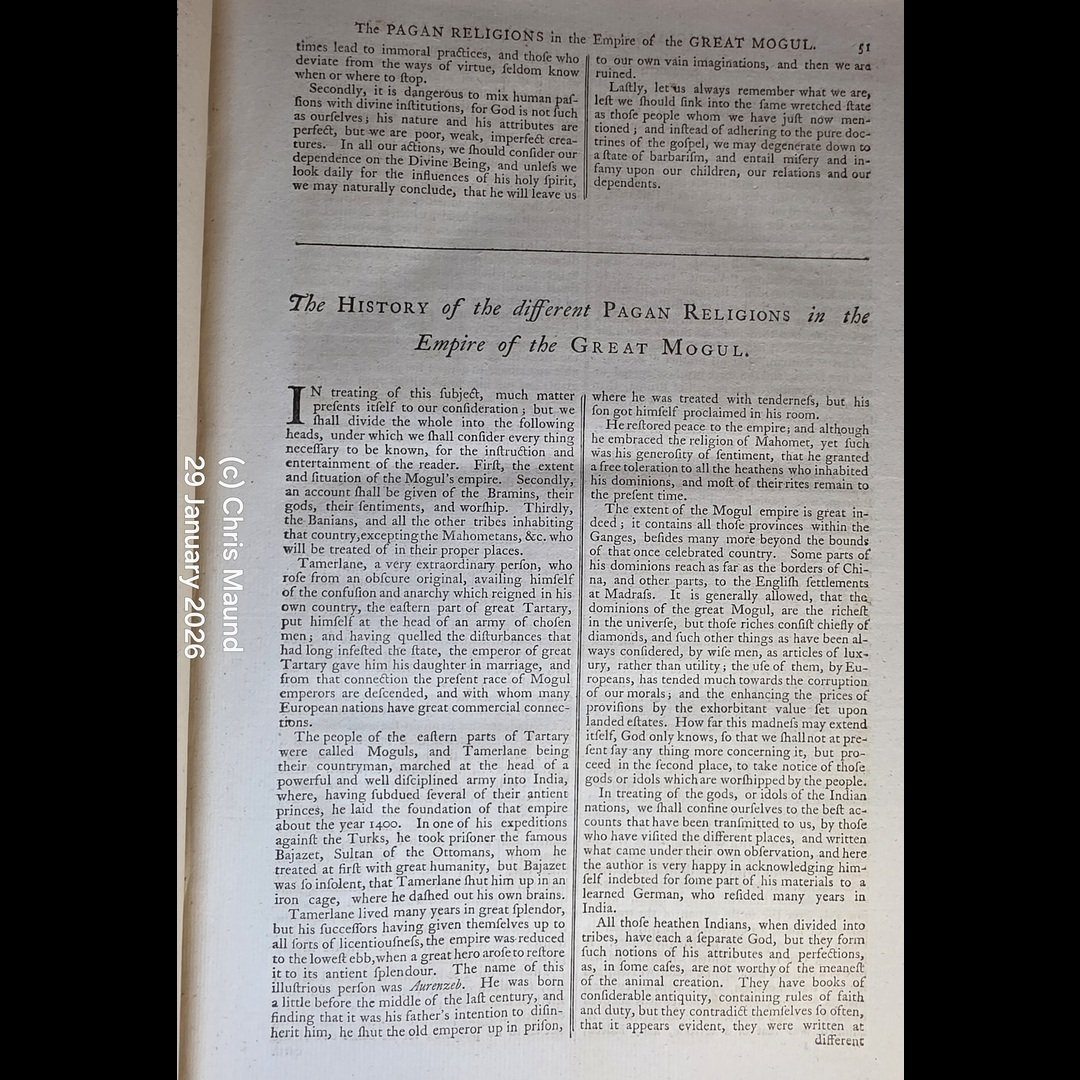 The PAGAN RELIGIONS in the Empire of the GREAT MOGUL. 51
times lead to immoral practices, and thoſe who
deviate from the ways of virtue, ſeldom know
when or where to ſtop.
Secondly, it is dangerous to mix human paſ-
ſions with divine inſtitutions, for God is not ſuch
as ourſelves; his nature and his attributes are
perfect, but we are poor, weak, imperfect crea-
tures. In all our actions, we ſhould conſider our
dependence on the Divine Being, and unleſs we
look daily for the influences of his holy ſpirit,
we may naturally conclude, that he will leave us
to our own vain imaginations, and then we are
ruined.
Laſtly, let us always remember what we are,
leſt we ſhould ſink into the ſame wretched ſtate
as thoſe people whom we have juſt now men-
tioned; and inſtead of adhering to the pure doc-
trines of the goſpel, we may degenerate down to
a ſtate of barbariſm, and entail miſery and in-
famy upon our children, our relations and our
dependents.
The HISTORY of the different PAGAN RELIGIONS in the
Empire of the GREAT MOGUL.
IN treating of this ſubject, much matter
preſents itſelf to our conſideration; but we
ſhall divide the whole into the following
heads, under which we ſhall conſider every thing
neceſſary to be known, for the inſtruction and
entertainment of the reader. Firſt, the extent
and ſituation of the Mogul's empire. Secondly,
an account ſhall be given of the Bramins, their
gods, their ſentiments, and worſhip. Thirdly,
the Banians, and all the other tribes inhabiting
that country, excepting the Mahometans, &c. who
will be treated of in their proper places.
Tamerlane, a very extraordinary perſon, who
roſe from an obſcure original, availing himſelf
of the confuſion and anarchy which reigned in his
own country, the eaſtern part of great Tartary,
put himſelf at the head of an army of choſen
men; and having quelled the diſturbances that
had long infeſted the ſtate, the emperor of great
Tartary gave him his daughter in marriage, and
from that connection the preſent race of Mogul
emperors are deſcended, and with whom many
European nations have great commercial connec-
tions.
The people of the eaſtern parts of Tartary
were called Moguls, and Tamerlane being
their countryman, marched at the head of a
powerful and well diſciplined army into India,
where, having ſubdued ſeveral of their antient
princes, he laid the foundation of that empire
about the year 1400. In one of his expeditions
againſt the Turks, he took priſoner the famous
Bajazet, Sultan of the Ottomans, whom he
treated at firſt with great humanity, but Bajazet
was ſo inſolent, that Tamerlane ſhut him up in an
iron cage, where he daſhed out his own brains.
Tamerlane lived many years in great ſplendor,
but his ſucceſſors having given themſelves up to
all ſorts of licentiouſneſs, the empire was reduced
to the loweſt ebb, when a great hero aroſe to reſtore
it to its antient ſplendour. The name of this
illuſtrious perſon was Aurenzeb. He was born
a little before the middle of the laſt century, and
finding that it was his father's intention to diſin-
herit him, he ſhut the old emperor up in priſon,
where he was treated with tenderneſs, but his
ſon got himſelf proclaimed in his room.
He reſtored peace to the empire; and although
he embraced the religion of Mahomet, yet ſuch
was his generoſity of ſentiment, that he granted
a free toleration to all the heathens who inhabited
his dominions, and moſt of their rites remain to
the preſent time.
The extent of the Mogul empire is great in-
deed; it contains all thoſe provinces within the
Ganges, beſides many more beyond the bounds
of that once celebrated country. Some parts of
his dominions reach as far as the borders of Chi-
na, and other parts, to the Engliſh ſettlements
at Madraſs. It is generally allowed, that the
dominions of the great Mogul, are the richeſt
in the univerſe, but thoſe riches conſiſt chiefly of
diamonds, and ſuch other things as have been al-
ways conſidered, by wiſe men, as articles of lux-
ury, rather than utility; the uſe of them, by Eu-
ropeans, has tended much towards the corruption
of our morals; and the enhancing the prices of
proviſions by the exhorbitant value ſet upon
landed eſtates. How far this madneſs may extend
itſelf, God only knows, ſo that we ſhall not at pre-
ſent ſay any thing more concerning it, but pro-
ceed in the ſecond place, to take notice of thoſe
gods or idols which are worſhipped by the people.
In treating of the gods, or idols of the Indian
nations, we ſhall confine ourſelves to the beſt ac-
counts that have been tranſmitted to us, by thoſe
who have viſited the different places, and written
what came under their own obſervation, and here
the author is very happy in acknowledging him-
ſelf indebted for ſome part of his materials to a
learned German, who reſided many years in
India.
All thoſe heathen Indians, when divided into
tribes, have each a ſeparate God, but they form
ſuch notions of his attributes and perfections,
as, in ſome caſes, are not worthy of the meaneſt
of the animal creation. They have books of
conſiderable antiquity, containing rules of faith
and duty, but they contradict themſelves ſo often,
that it appears evident, they were written at
different
(c) Chris Maund
29 January 2026